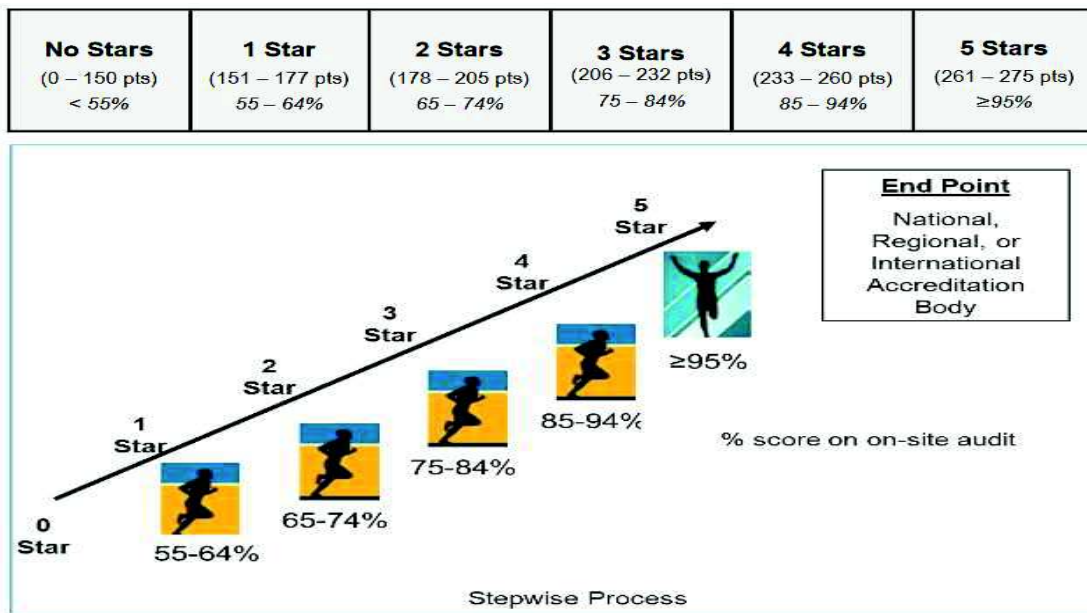 No Stars
(0 – 150 pts)
< 55%
1 Star
(151 – 177 pts)
55 – 64%
2 Stars
(178 – 205 pts)
65 – 74%
3 Stars
(206 – 232 pts)
75 – 84%
4 Stars
(233 – 260 pts)
85 – 94%
5 Stars
(261 – 275 pts)
≥95%
End Point
National,
Regional, or
International
Accreditation
Body
5
Star
4
Star
3
Star
2
Star
1
Star
0
Star
≥95%
85-94%
75-84%
65-74%
55-64%
% score on on-site audit
Stepwise Process